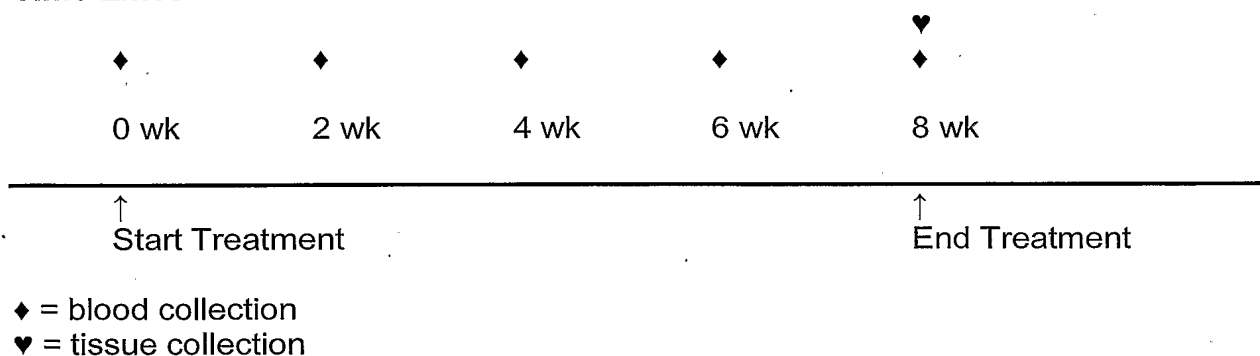 ♦ ♦ ♦ ♦ ♥ ♦
0 wk 2 wk 4 wk 6 wk 8 wk
↑ ↑
Start Treatment End Treatment
♦ = blood collection
♥ = tissue collection